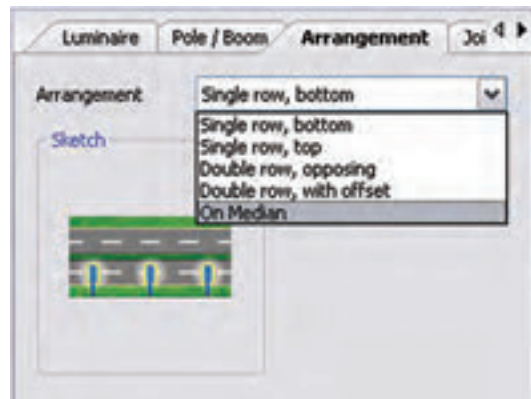 Luminaire Pole / Boom Arrangement Joi
Arrangement Single row, bottom
Sketch
Single row, bottom
Single row, top
Double row, opposing
Double row, with offset
On Median